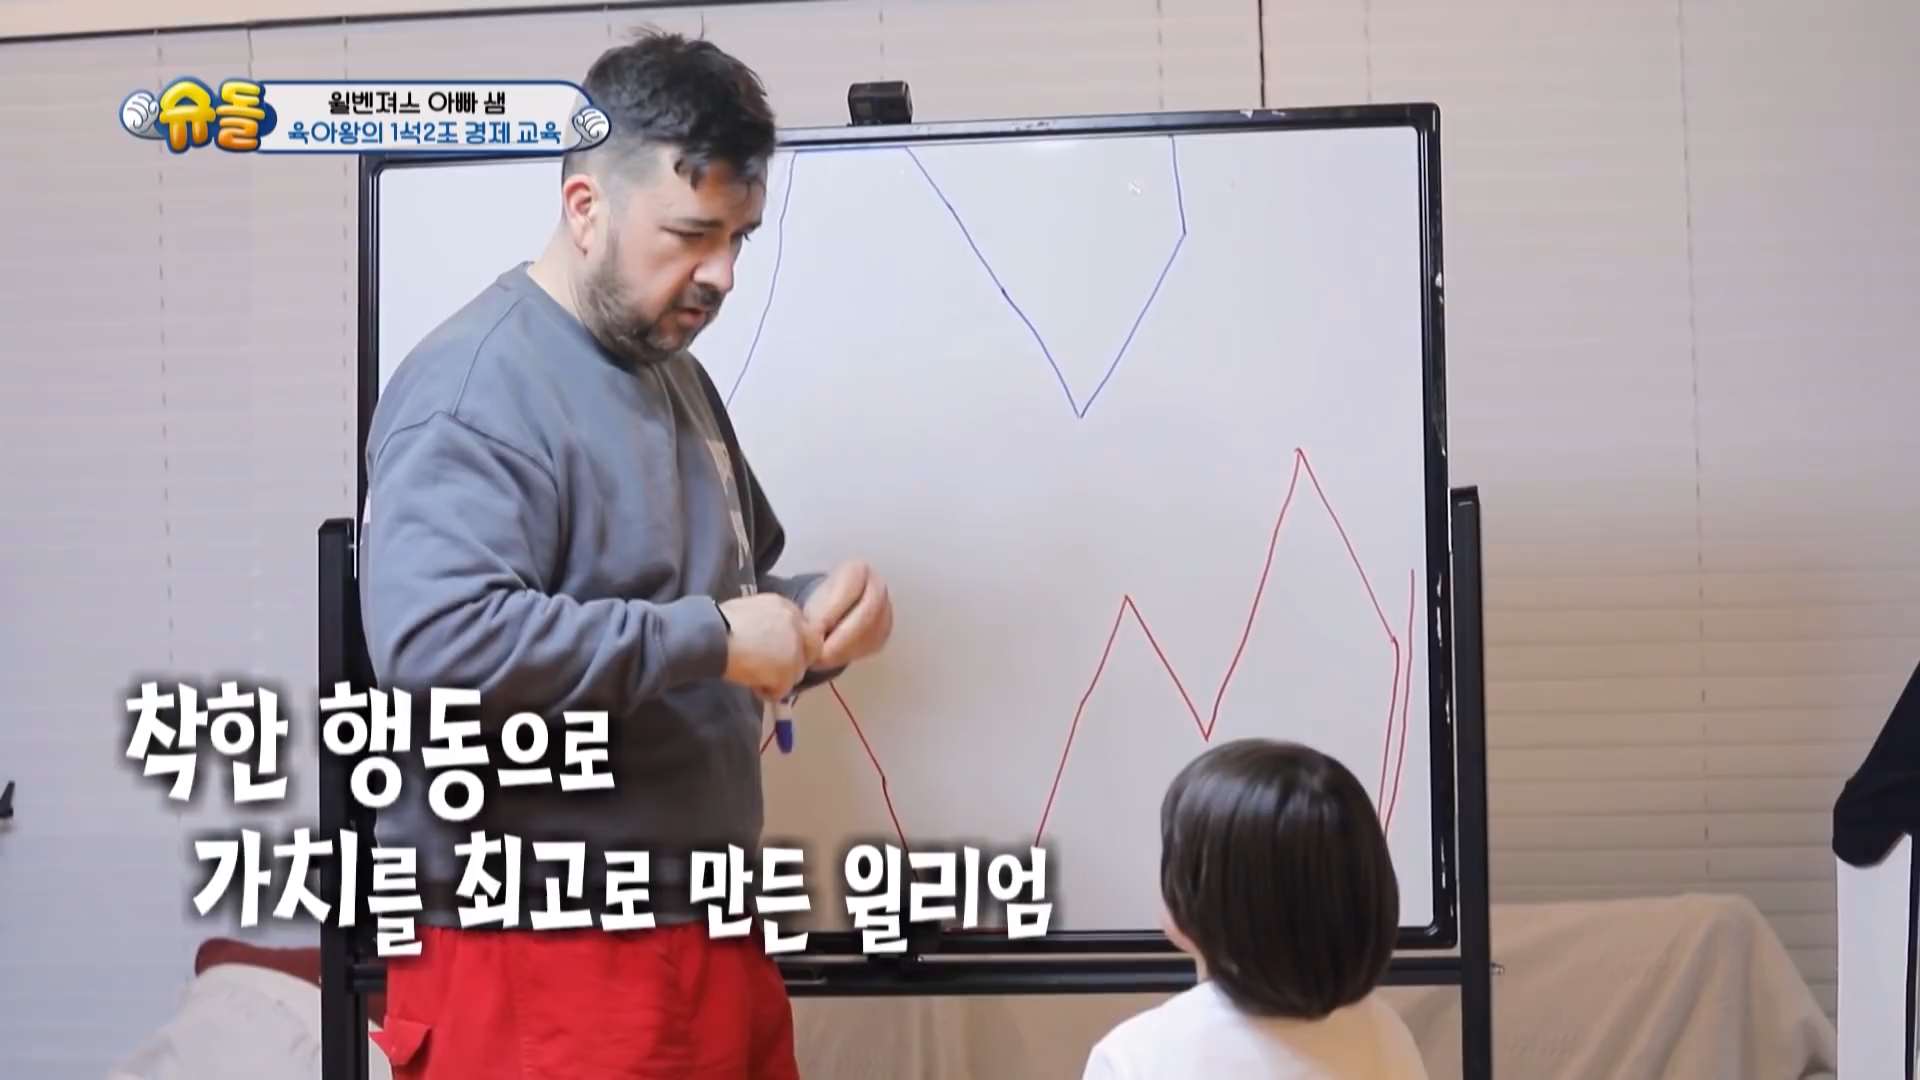 슈돌
윌벤져스 아빠 샘
육아왕의 1석2조 경제 교육
착한 행동으로
가치를 최고로 만든 윌리엄